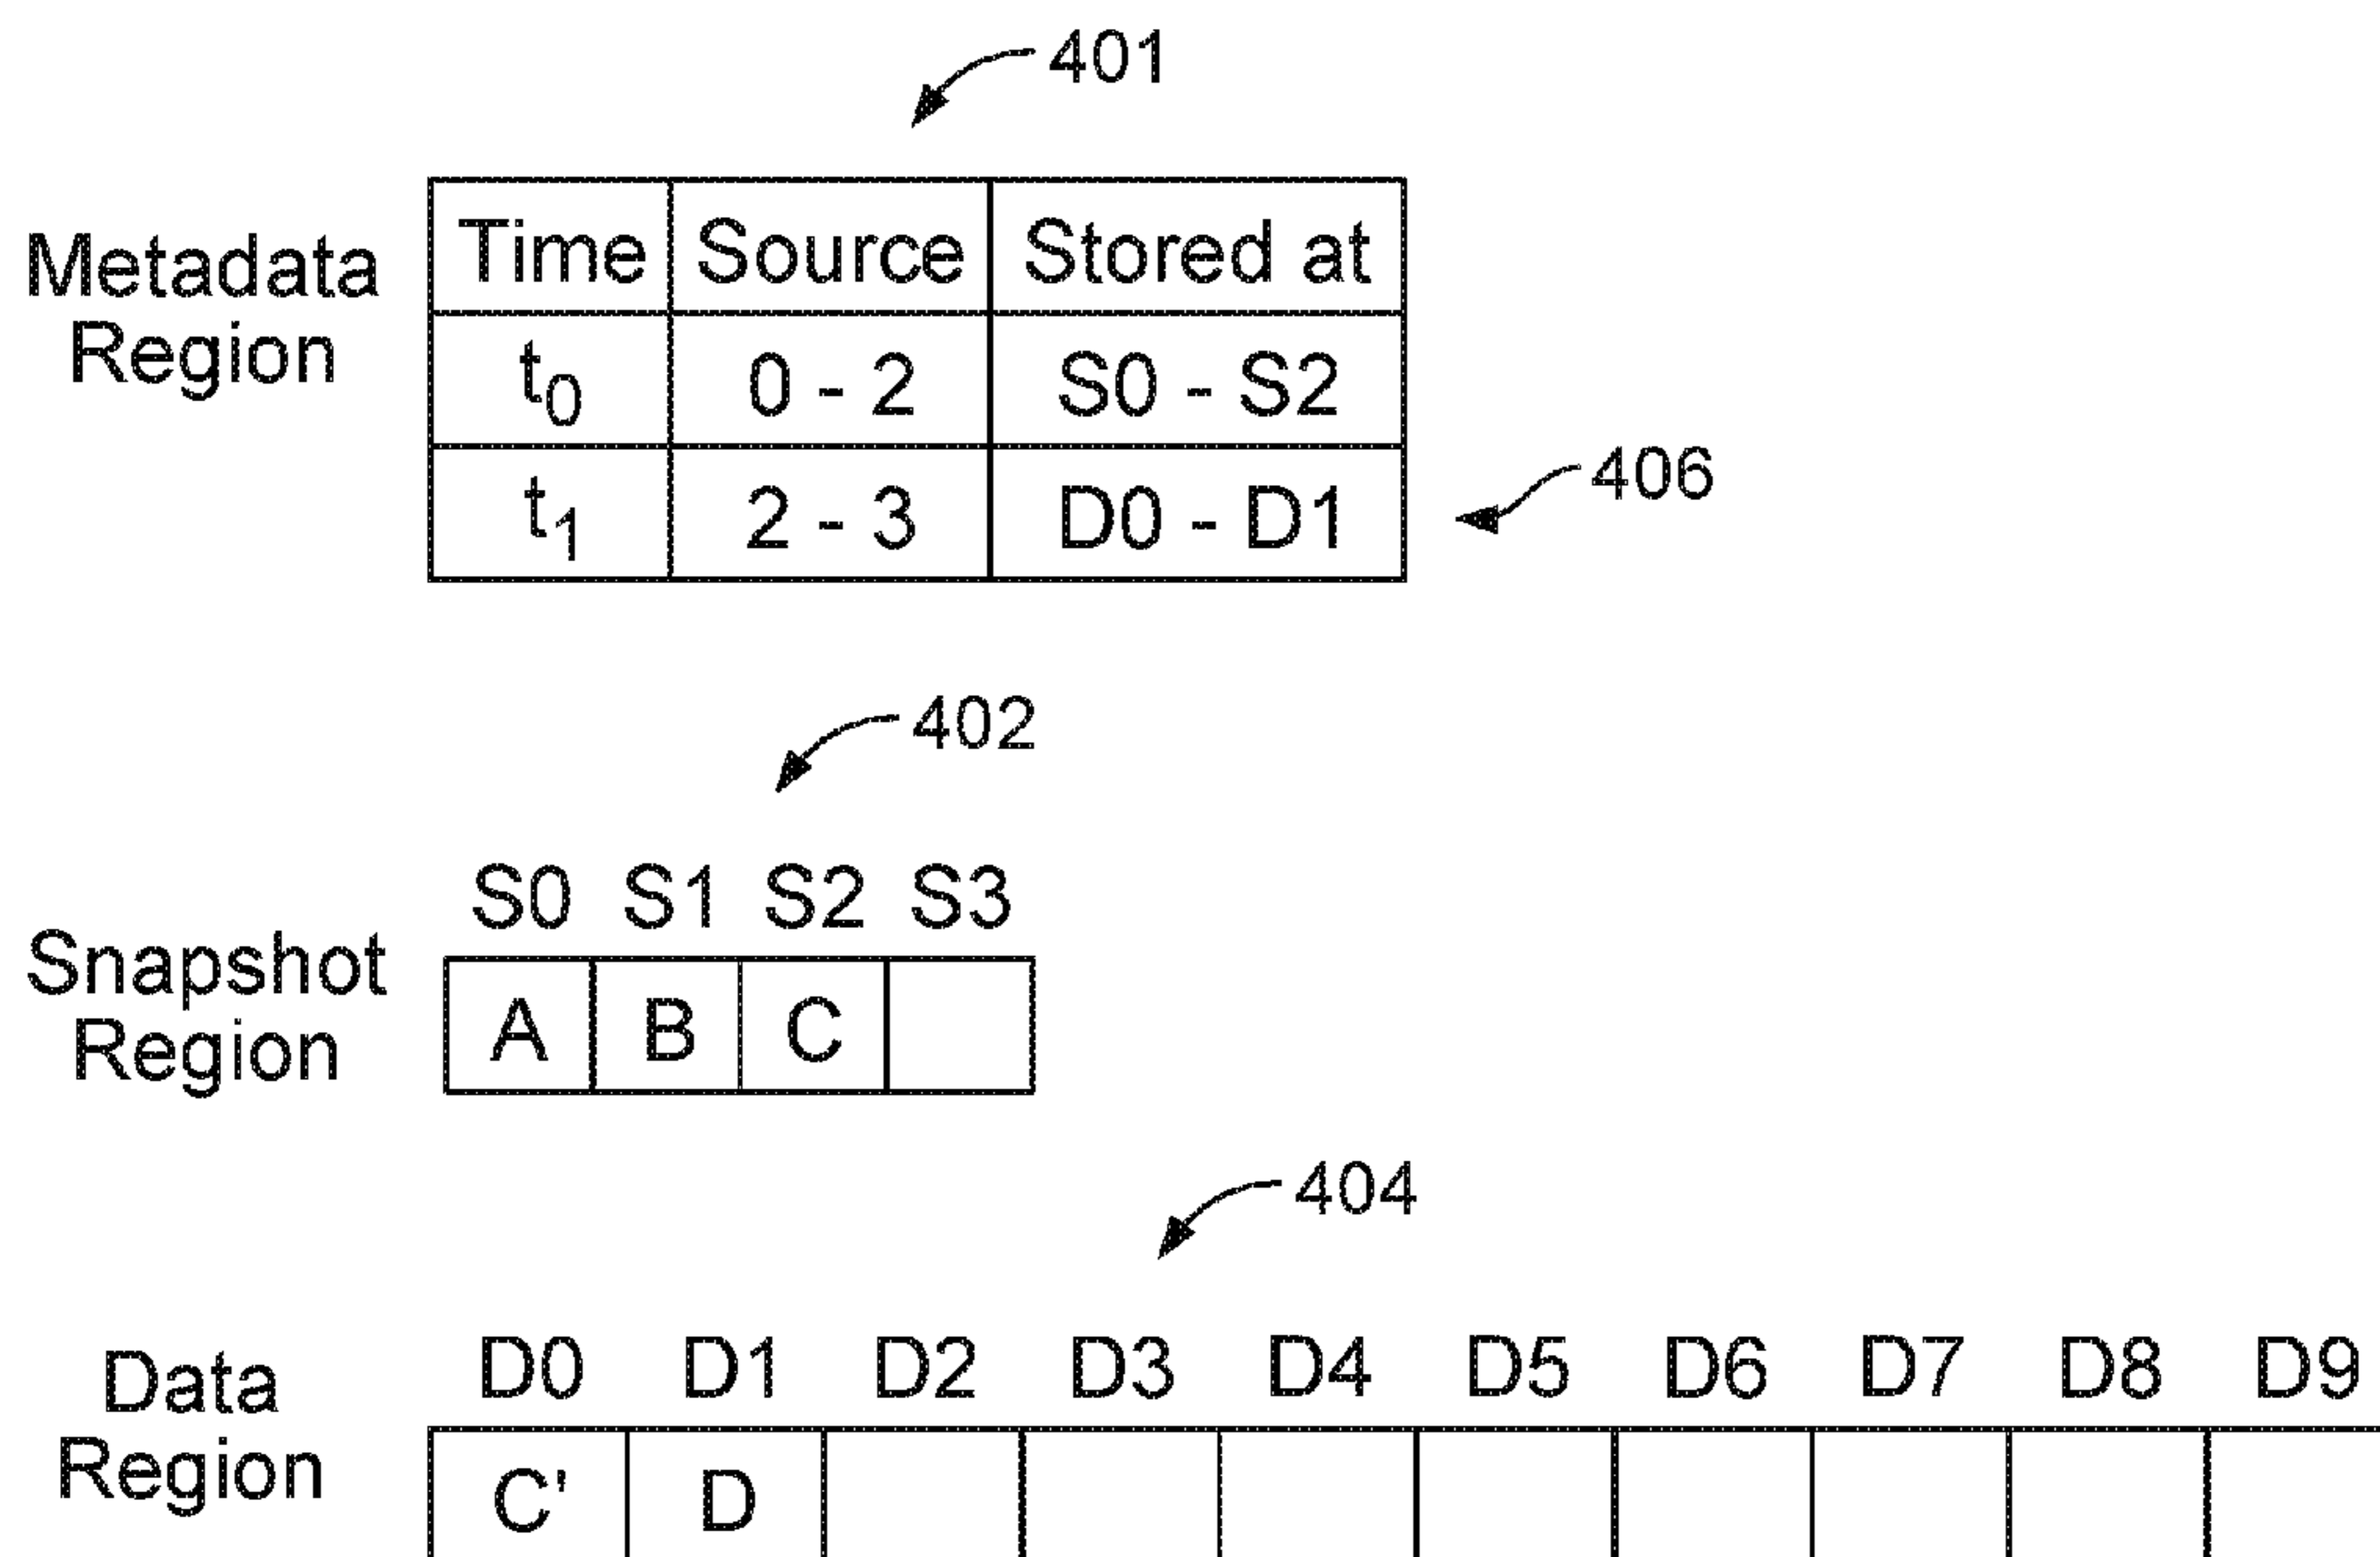 401
Metadata
Region
Time Source Stored at
t0 0 - 2 S0 - S2
t1 2 - 3 D0 - D1
406
402
S0 S1 S2 S3
Snapshot
Region
A B C
404
Data
Region
D0 D1 D2 D3 D4 D5 D6 D7 D8 D9
C' D